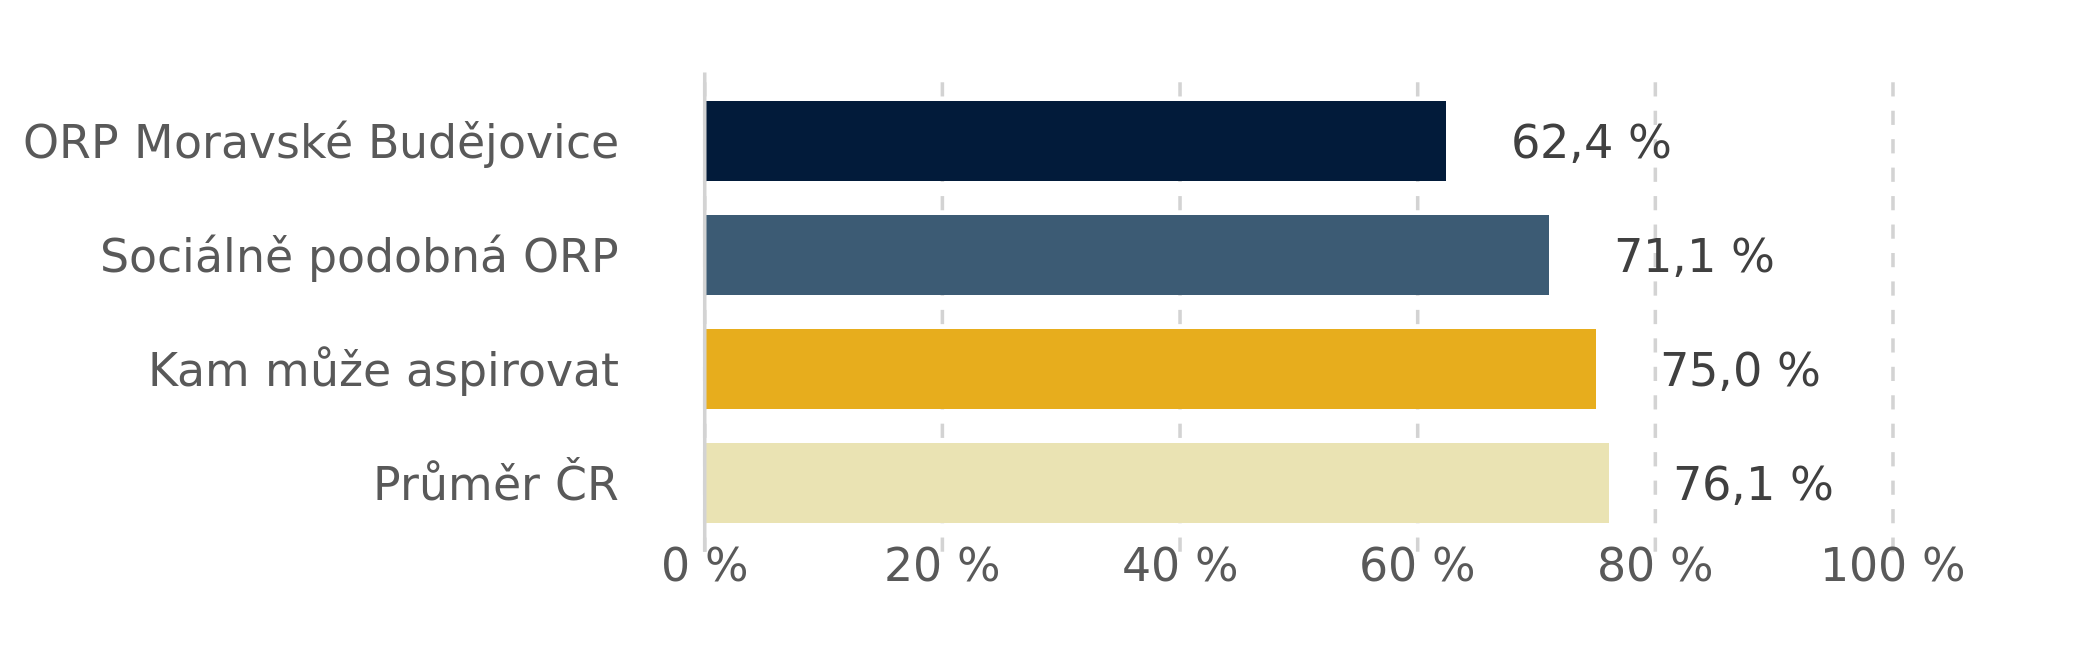 ORP Moravské Budějovice 62,4 %
Sociálně podobná ORP 71,1 %
Kam může aspirovat 75,0 %
Průměr ČR 76,1 %
0 % 20 % 40 % 60 % 80 % 100 %